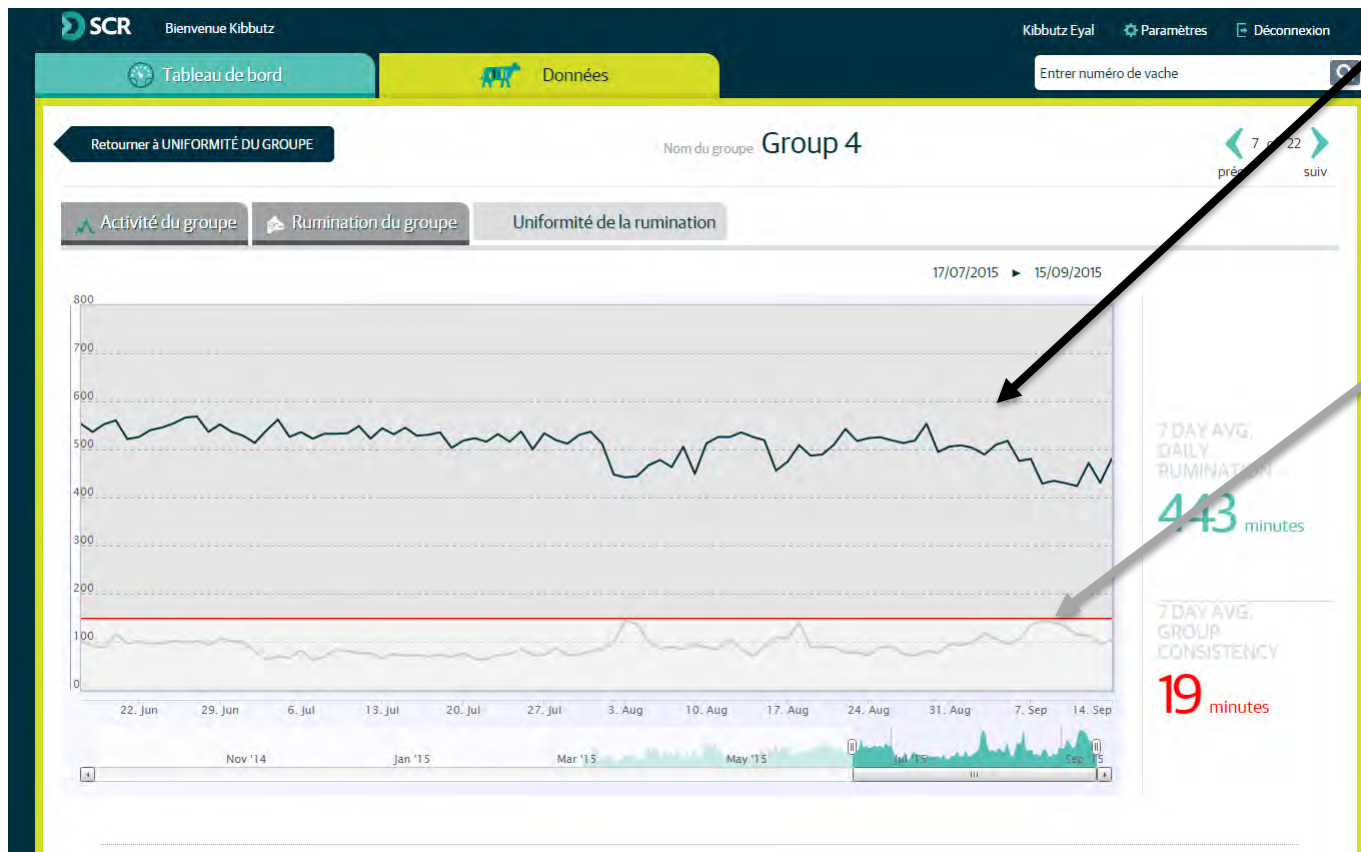 SCR Bienvenue Kibbutz Kibbutz Eyal Paramètres Déconnexion
Tableau de bord Données Entrer numéro de vache
Retourner à UNIFORMITÉ DU GROUPE Nom du groupe Group 4 7 22
suiv
Activité du groupe Rumination du groupe Uniformité de la rumination
17/07/2015 ► 15/09/2015
800
700
600
500
400
300
200
100
0
22. Jun 29. Jun 6. Jul 13. Jul 20. Jul 27. Jul 3. Aug 10. Aug 17. Aug 24. Aug 31. Aug 7. Sep 14. Sep
Nov '14 Jan '15 Mar '15 May '15 Jul '15 Sep '15
7 DAY AVG.
DAILY
RUMINATION
443 minutes
7 DAY AVG.
GROUP
CONSISTENCY
19 minutes